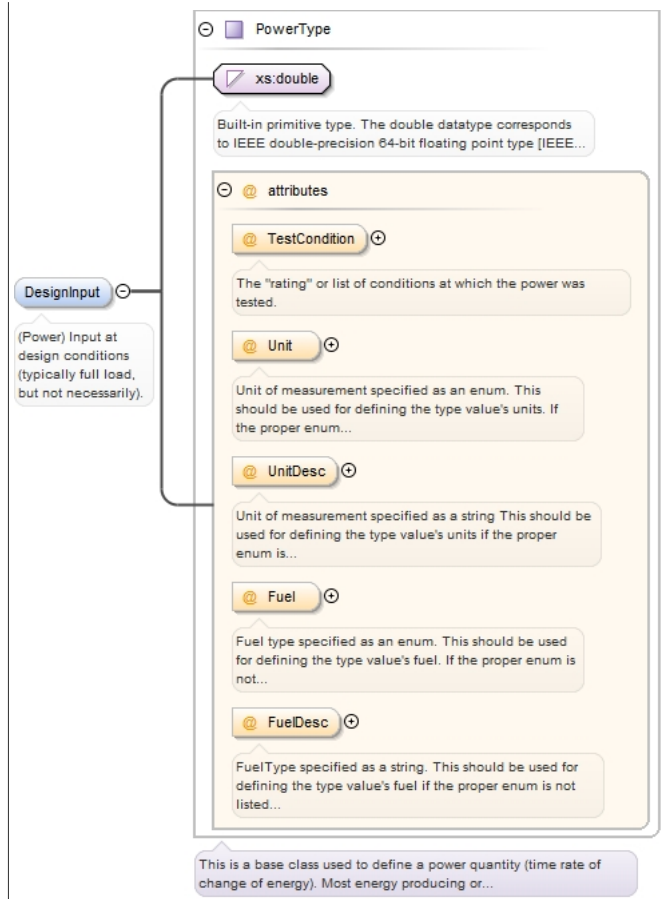 PowerType
xs:double
Built-in primitive type. The double datatype corresponds
to IEEE double-precision 64-bit floating point type [IEEE...
@ attributes
@ TestCondition
The "rating" or list of conditions at which the power was
tested.
DesignInput
(Power) Input at
design conditions
(typically full load,
but not necessarily).
@ Unit
Unit of measurement specified as an enum. This
should be used for defining the type value's units. If
the proper enum...
@ UnitDesc
Unit of measurement specified as a string This should be
used for defining the type value's units if the proper
enum is...
@ Fuel
Fuel type specified as an enum. This should be used
for defining the type value's fuel. If the proper enum is
not...
@ FuelDesc
FuelType specified as a string. This should be used for
defining the type value's fuel if the proper enum is not
listed...
This is a base class used to define a power quantity (time rate of
change of energy). Most energy producing or...